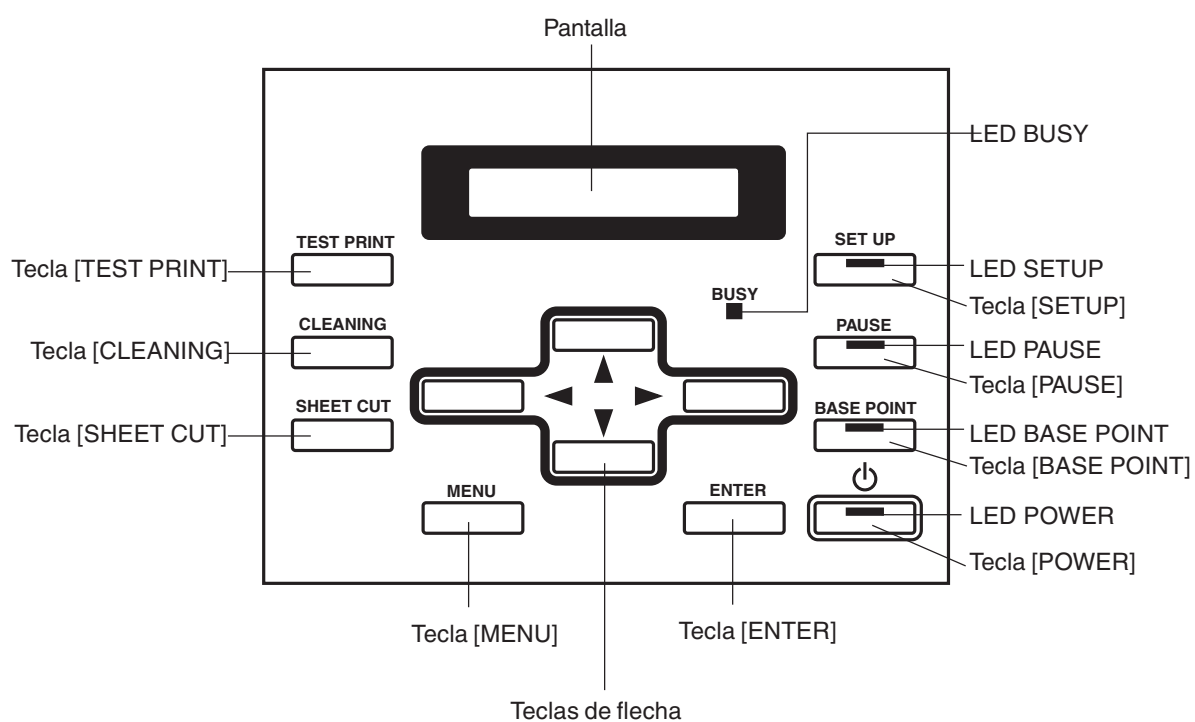 Pantalla
LED BUSY
TEST PRINT
SET UP
Tecla [TEST PRINT]
LED SETUP
BUSY
Tecla [SETUP]
CLEANING
PAUSE
Tecla [CLEANING]
LED PAUSE
Tecla [PAUSE]
SHEET CUT
BASE POINT
Tecla [SHEET CUT]
LED BASE POINT
Tecla [BASE POINT]
MENU
ENTER
LED POWER
Tecla [POWER]
Tecla [MENU]
Tecla [ENTER]
Teclas de flecha